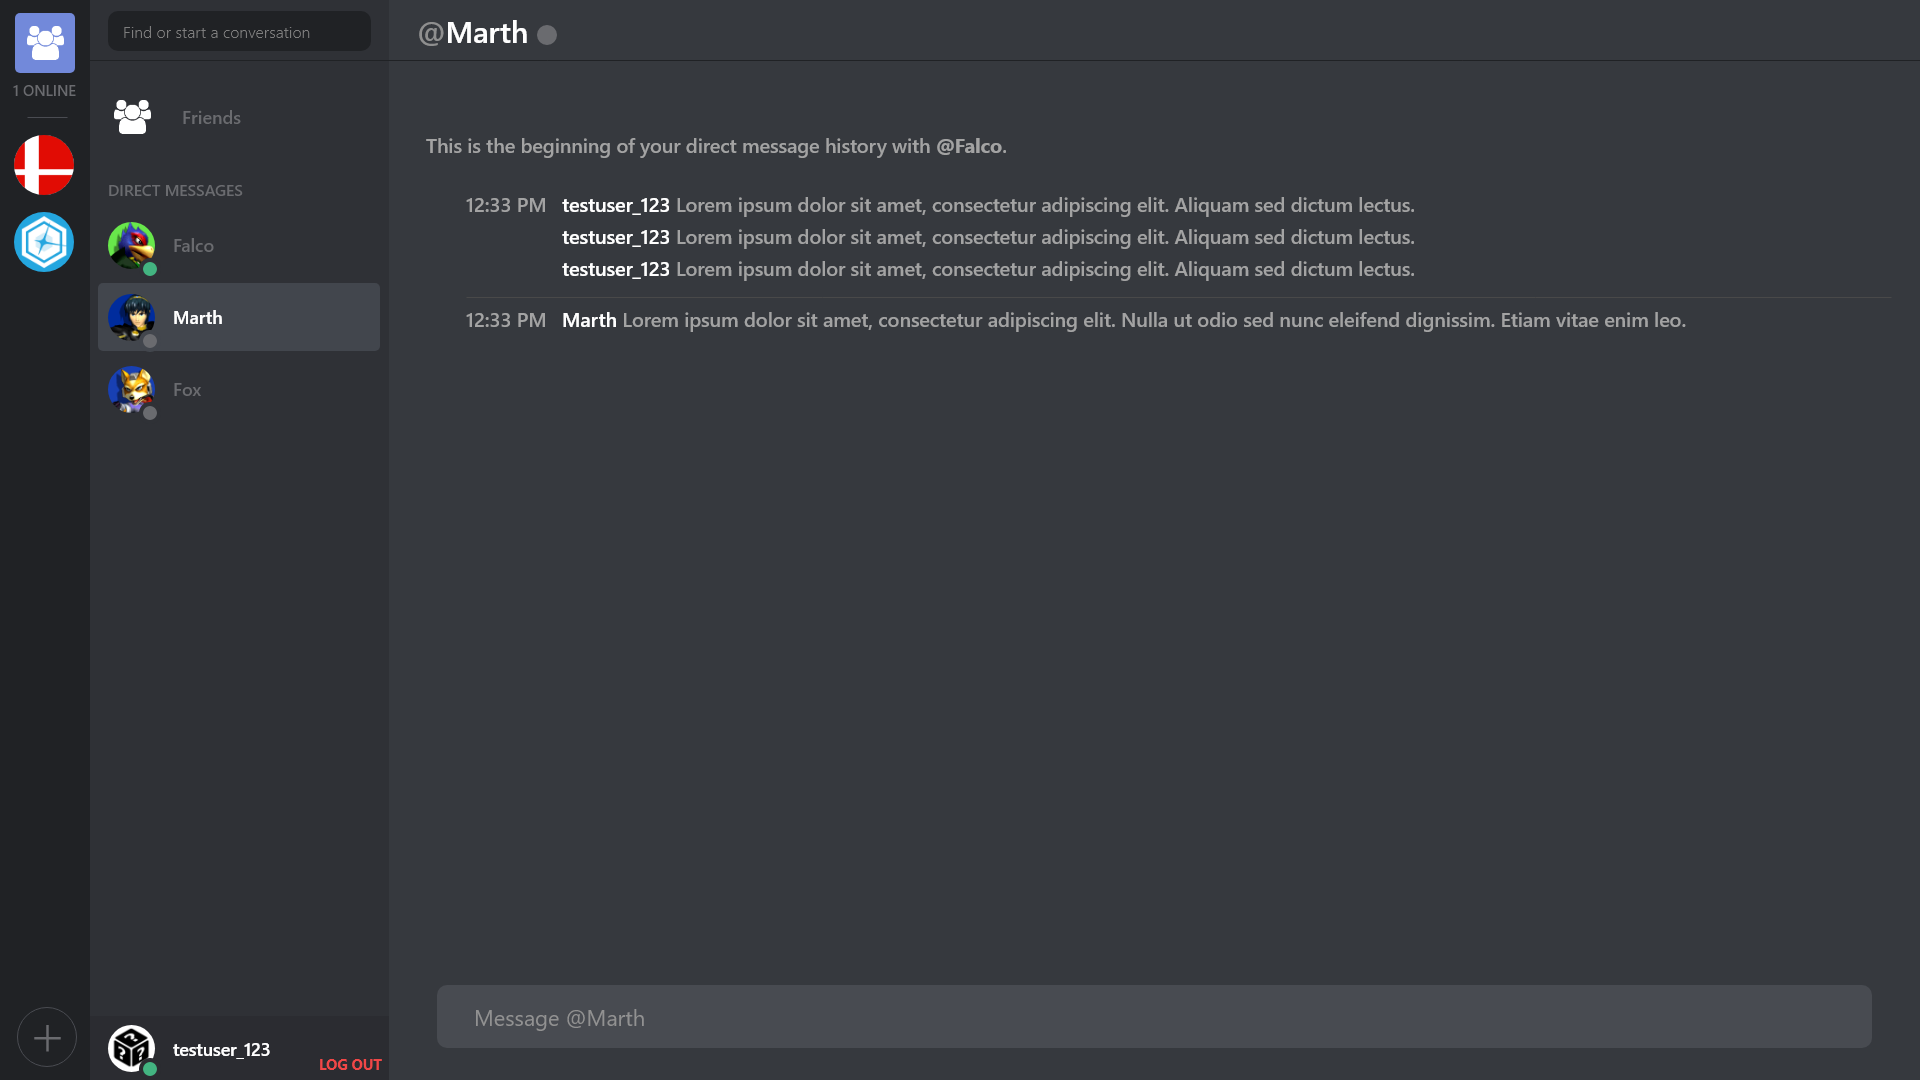 1 ONLINE
Find or start a conversation
Friends
DIRECT MESSAGES
Falco
Marth
Fox
testuser_123
LOG OUT
@Marth
This is the beginning of your direct message history with @Falco.
12:33 PM testuser_123 Lorem ipsum dolor sit amet, consectetur adipiscing elit. Aliquam sed dictum lectus.
testuser_123 Lorem ipsum dolor sit amet, consectetur adipiscing elit. Aliquam sed dictum lectus.
testuser_123 Lorem ipsum dolor sit amet, consectetur adipiscing elit. Aliquam sed dictum lectus.
12:33 PM Marth Lorem ipsum dolor sit amet, consectetur adipiscing elit. Nulla ut odio sed nunc eleifend dignissim. Etiam vitae enim leo.
Message @Marth